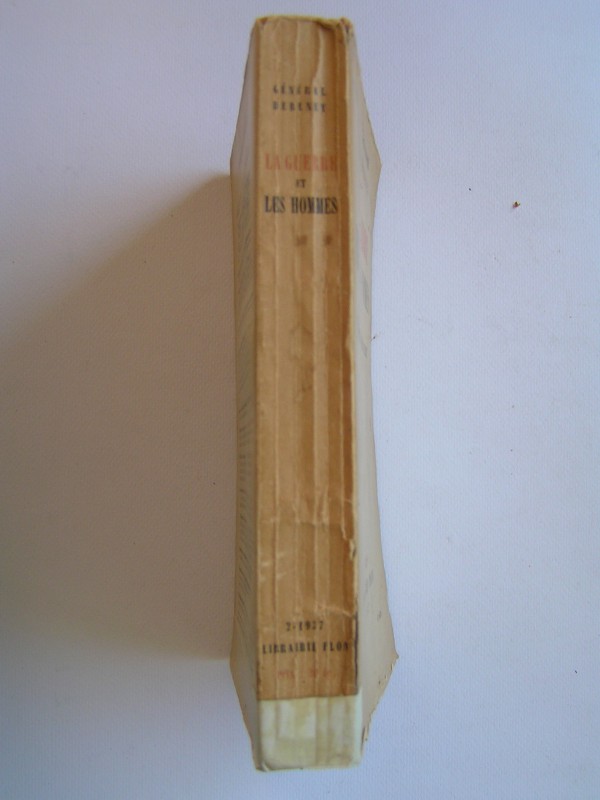 GÉNÉRAL
DEBENEY
LA GUERRE
ET
LES HOMMES
* *
2-1937
LIBRAIRIE PLON